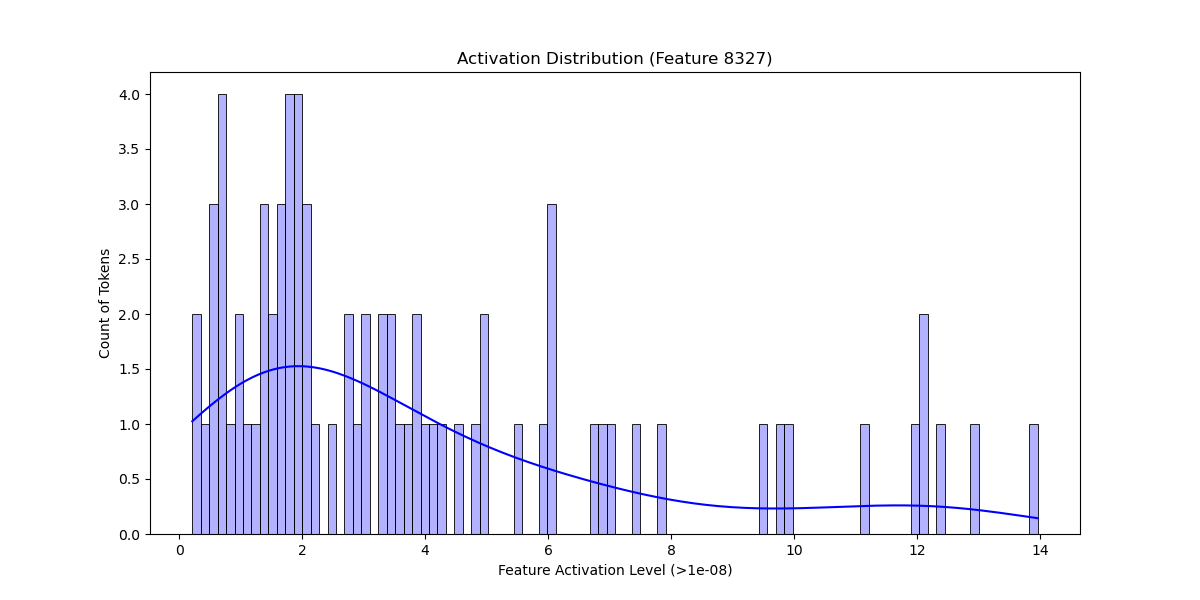 Activation Distribution (Feature 8327)
4.0
3.5
3.0
2.5
2.0
1.5
1.0
0.5
0.0
Count of Tokens
0 2 4 6 8 10 12 14
Feature Activation Level (>1e-08)